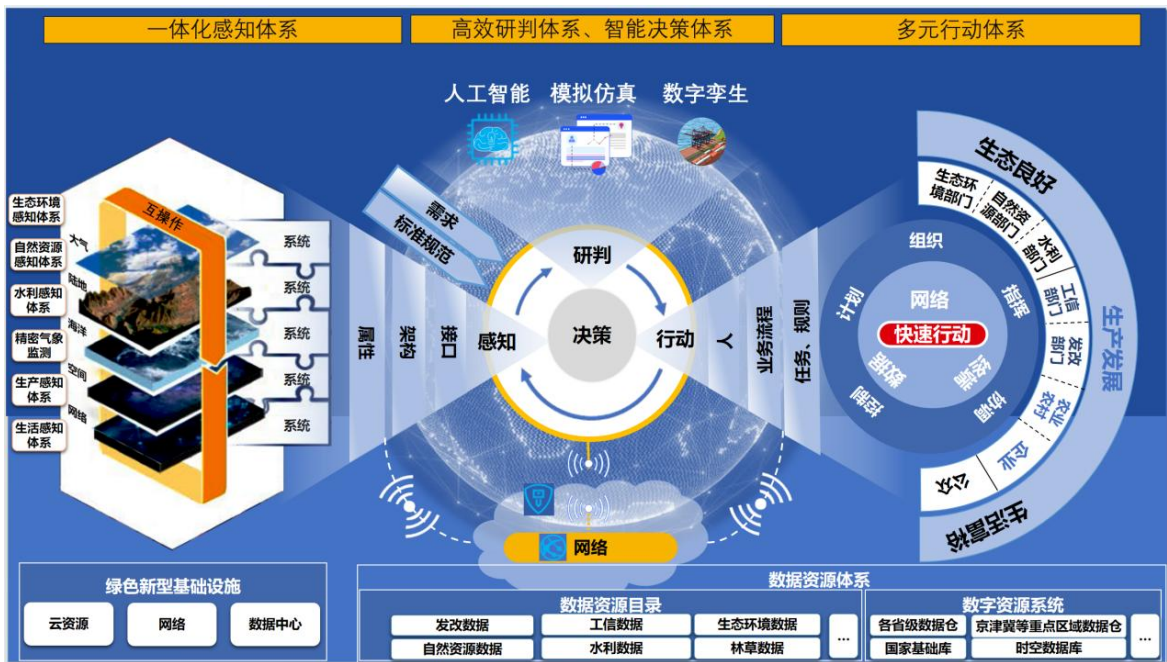 一体化感知体系
高效研判体系、智能决策体系
多元行动体系
人工智能
模拟仿真
数字孪生
生态环境
感知体系
自然资源
感知体系
水利感知
体系
精密气象
监测
生产感知
体系
生活感知
体系
互操作
大气
陆地
海洋
空间
网络
系统
系统
系统
系统
系统
需求
标准规范
属性
架构
接口
感知
研判
决策
行动
人
业务流程
任务、规则
网络
组织
计划
指挥
控制
协调
网络
快速行动
数据
终端
生态环
境部门
自然资
源部门
水利
部门
工信
部门
发改
部门
农业
农村
企业
公众
生态良好
生产发展
生活富裕
绿色新型基础设施
云资源
网络
数据中心
数据资源体系
数据资源目录
发改数据
工信数据
生态环境数据
...
自然资源数据
水利数据
林草数据
数字资源系统
各省级数据仓
京津冀等重点区域数据仓
...
国家基础库
时空数据库